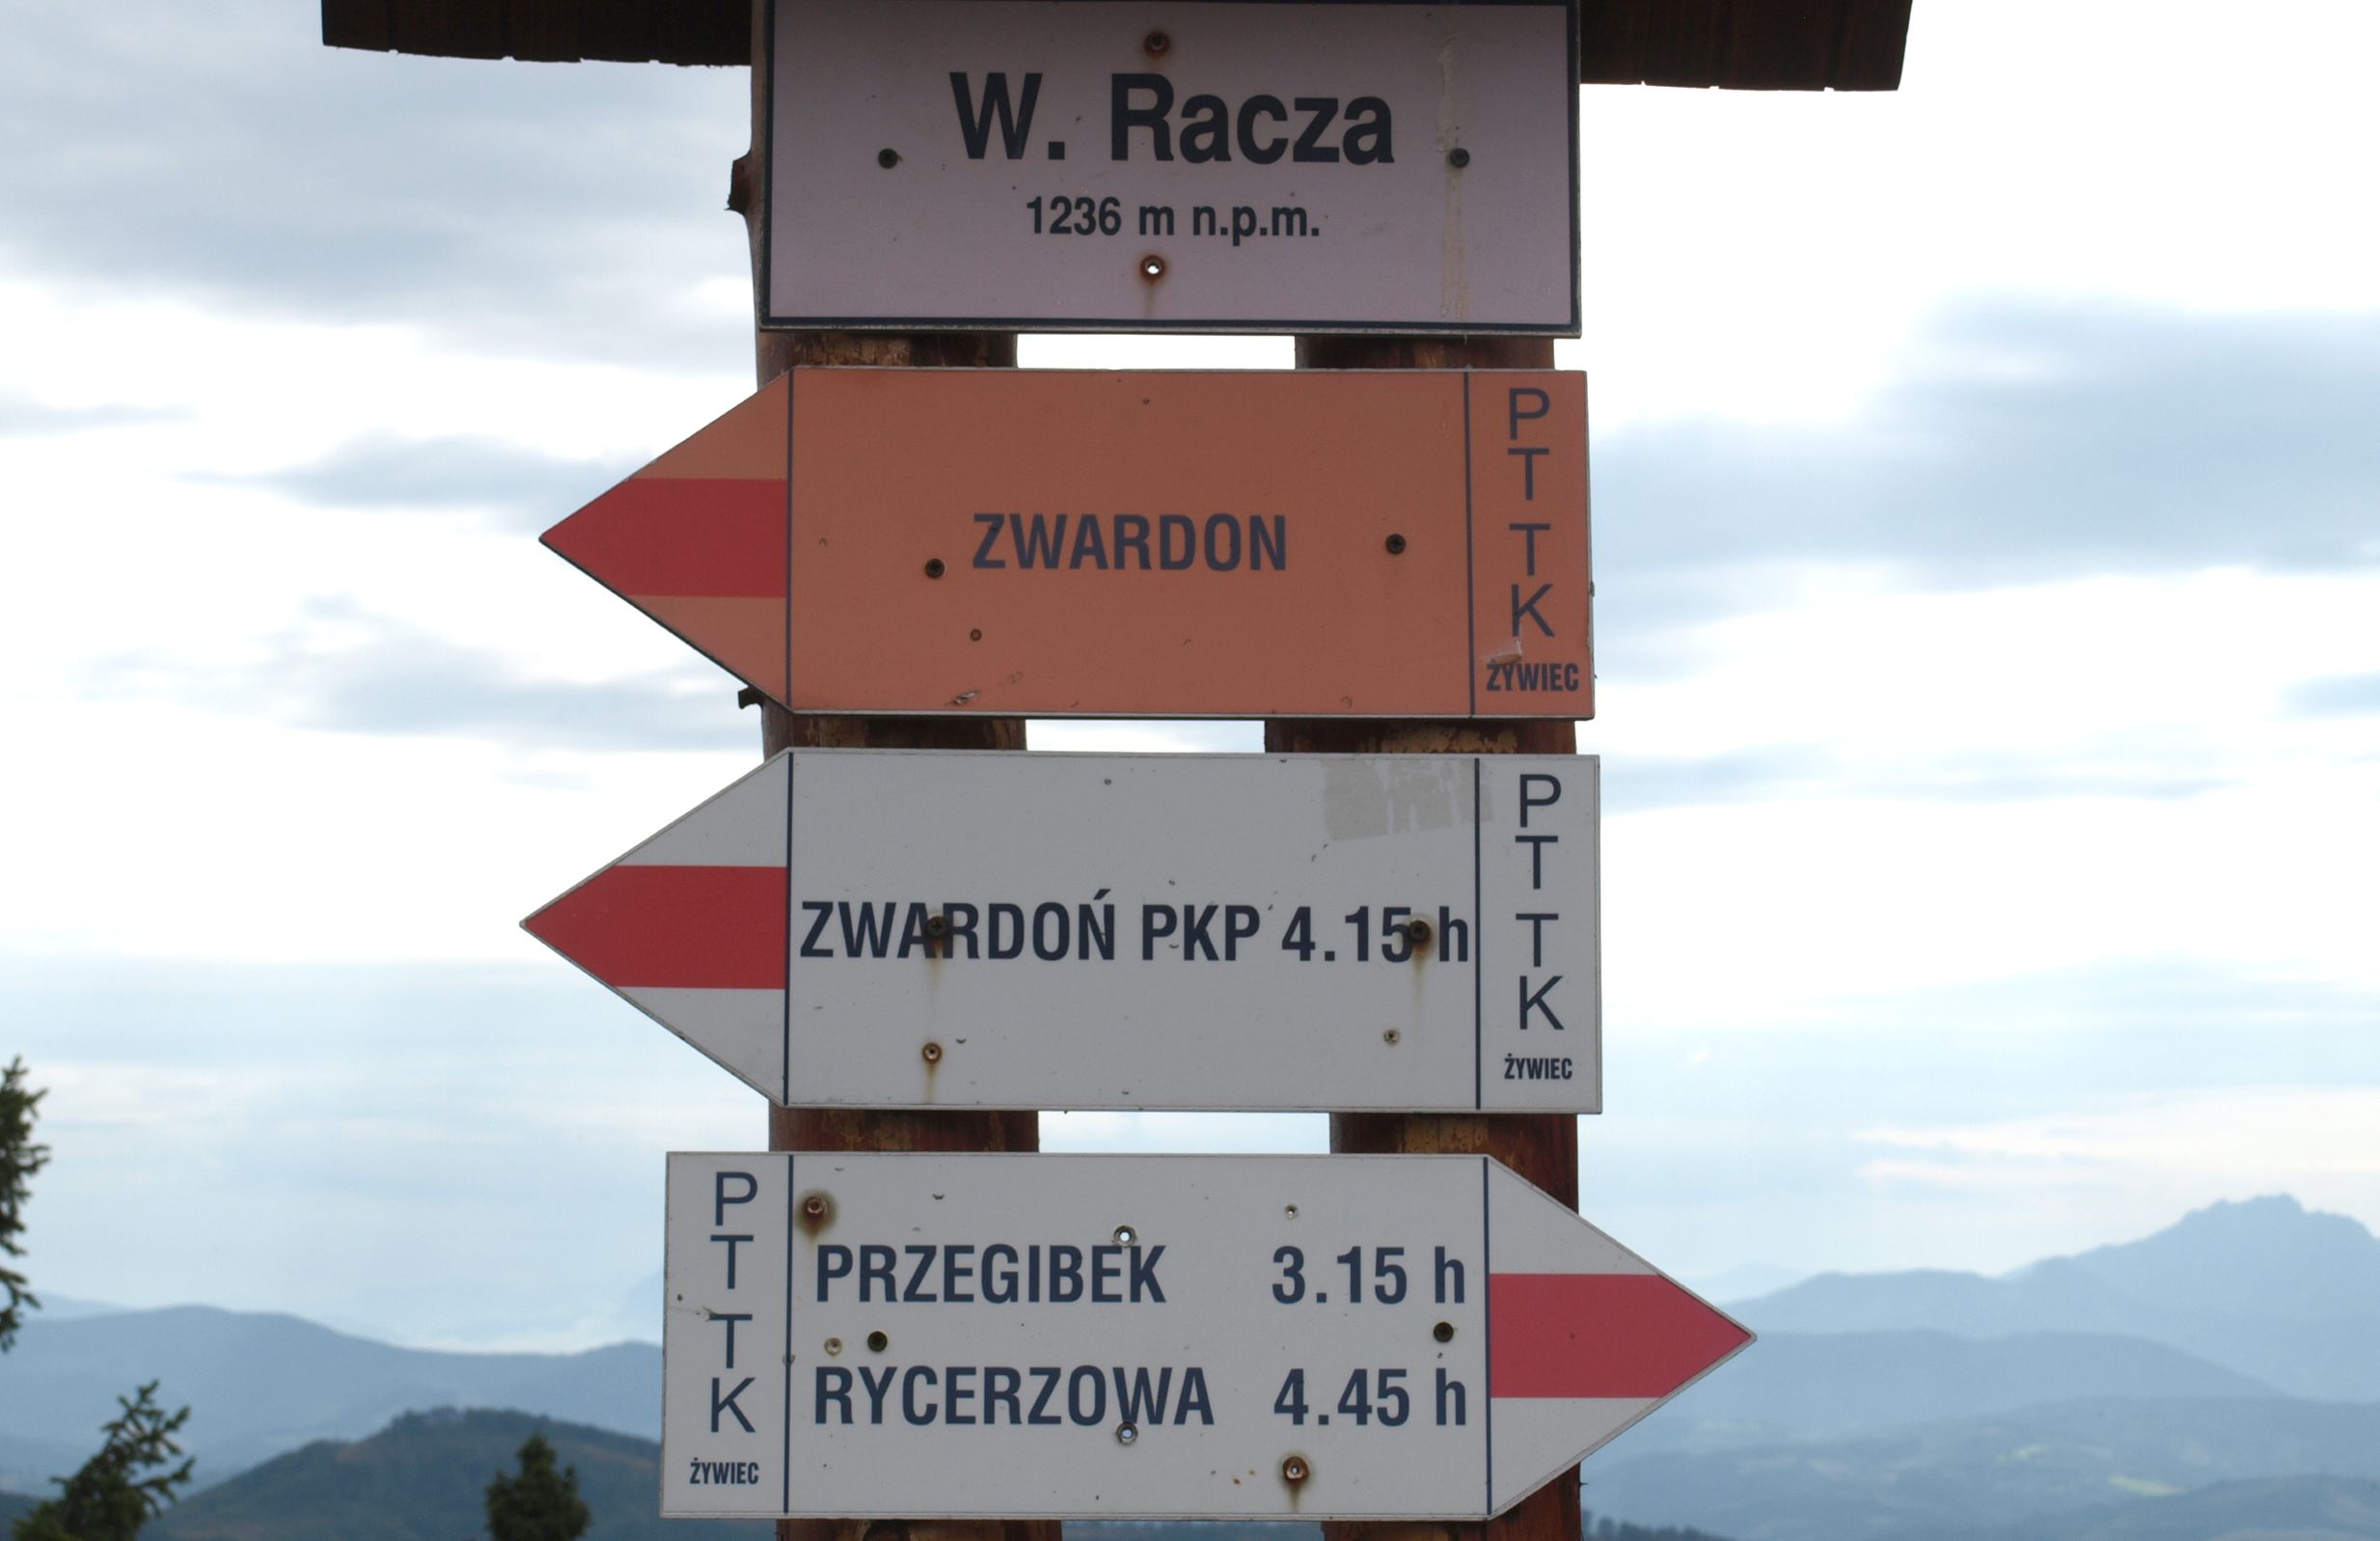 W. Racza
1236 m n.p.m.
ZWARDON
PTTK
ŻYWIEC
ZWARDOŃ PKP 4.15 h
PTTK
ŻYWIEC
PTTK
ŻYWIEC
PRZEGIBEK 3.15 h
RYCERZOWA 4.45 h